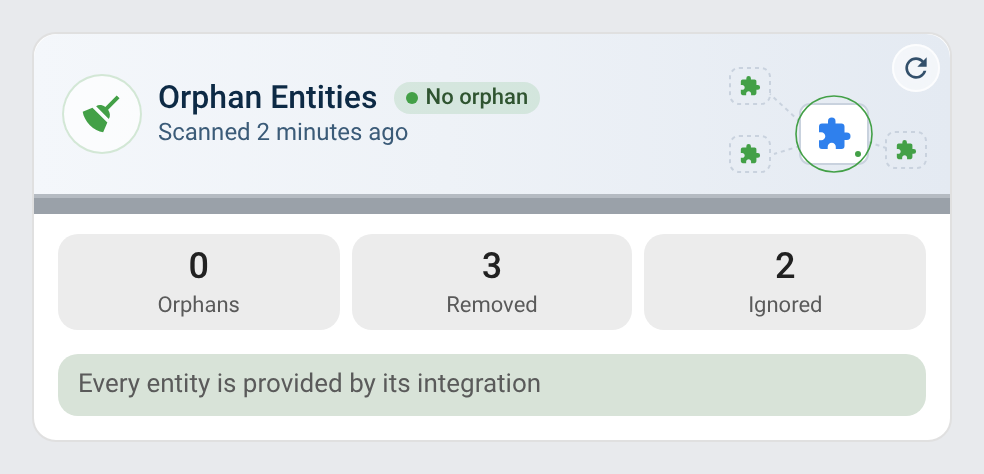 Orphan Entities
No orphan
Scanned 2 minutes ago
0
Orphans
3
Removed
2
Ignored
Every entity is provided by its integration